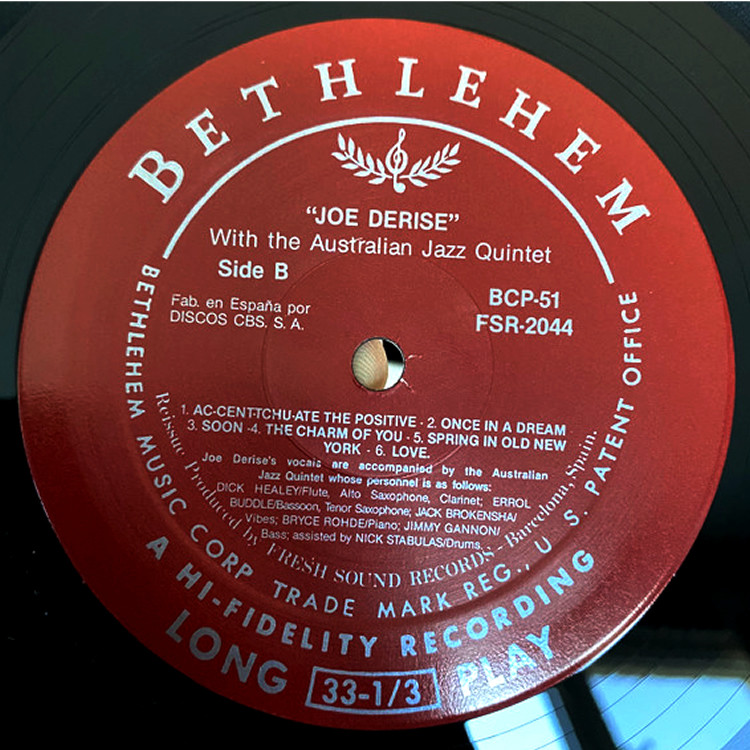 BETHLEHEM
"JOE DERISE"
With the Australian Jazz Quintet
Side B
BCP-51
Fab. en España por
FSR-2044
DISCOS CBS. S. A.
1. AC-CENT-TCHU-ATE THE POSITIVE · 2. ONCE IN A DREAM
3. SOON · 4. THE CHARM OF YOU · 5. SPRING IN OLD NEW
YORK · 6. LOVE.
Joe Derise's vocals are accompanied by the Australian
Jazz Quintet whose personnel is as follows:
DICK HEALEY/Flute, Alto Saxophone, Clarinet; ERROL
BUDDLE/Bassoon, Tenor Saxophone; JACK BROKENSHA/
Vibes; BRYCE ROHDE/Piano; JIMMY GANNON/
Bass; assisted by NICK STABULAS/Drums.
Reissue Produced by FRESH SOUND RECORDS - Barcelona, Spain.
BETHLEHEM MUSIC CORP TRADE MARK REG., U. S. PATENT OFFICE
A HI-FIDELITY RECORDING
LONG 33-1/3 PLAY